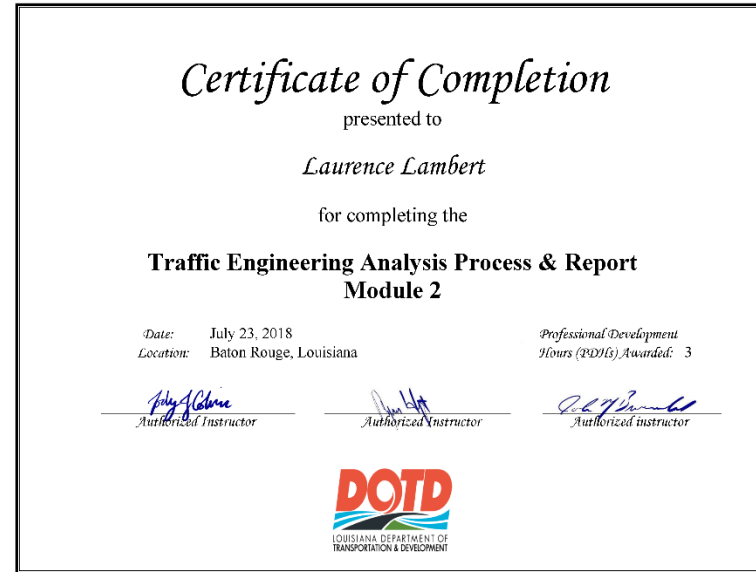 Certificate of Completion
presented to
Laurence Lambert
for completing the
Traffic Engineering Analysis Process & Report
Module 2
Date: July 23, 2018
Location: Baton Rouge, Louisiana
Professional Development
Hours (PDHs) Awarded: 3
Authorized Instructor
Authorized Instructor
Authorized instructor
DOTD
LOUISIANA DEPARTMENT OF
TRANSPORTATION & DEVELOPMENT